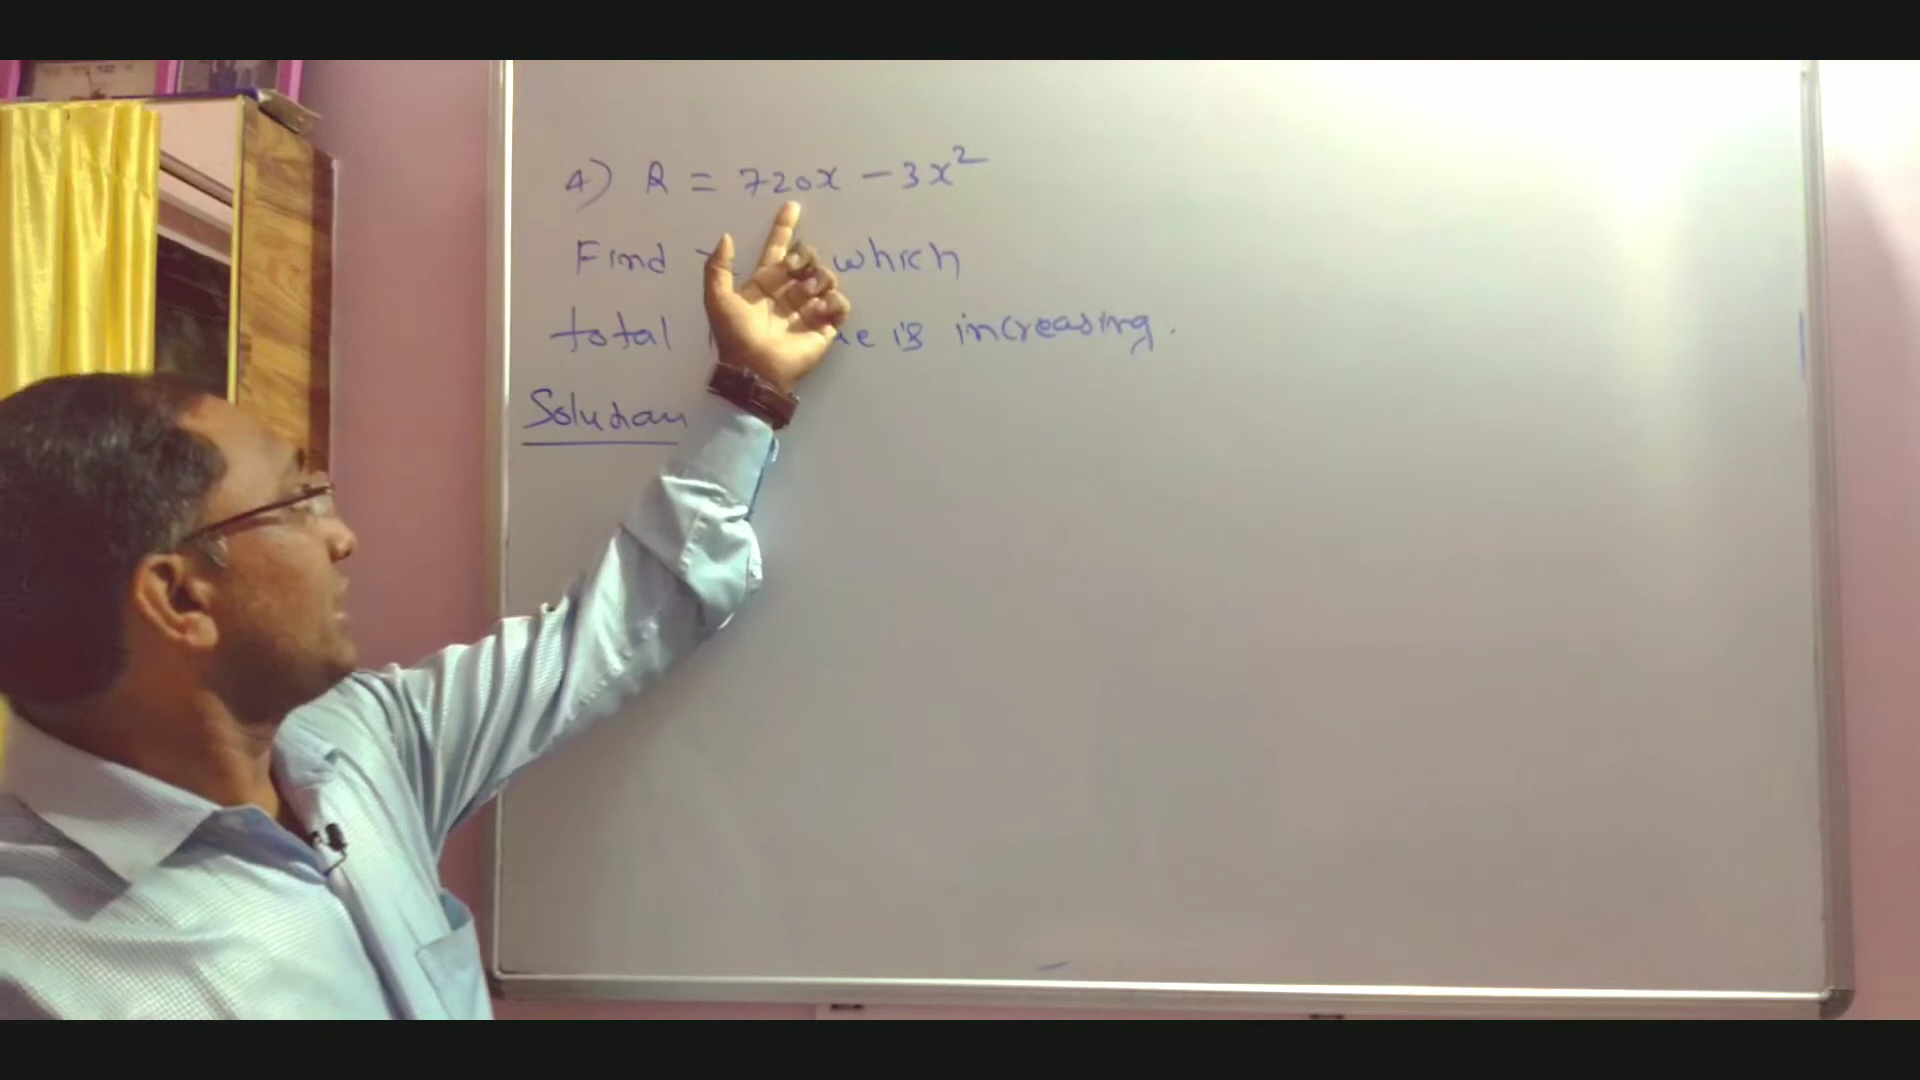 4) R = 720x - 3x²
Find which
total is increasing.
Solution